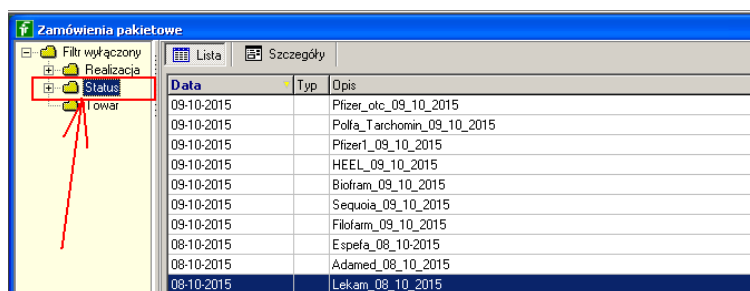 Zamówienia pakietowe
Filtr wyłączony
Realizacja
Status
Towar
Lista Szczegóły
Data Typ Opis
09-10-2015 Pfizer_otc_09_10_2015
09-10-2015 Polfa_Tarchomin_09_10_2015
09-10-2015 Pfizer1_09_10_2015
09-10-2015 HEEL_09_10_2015
09-10-2015 Biofram_09_10_2015
09-10-2015 Sequoia_09_10_2015
09-10-2015 Filofarm_09_10_2015
08-10-2015 Espefa_08_10-2015
08-10-2015 Adamed_08_10_2015
08-10-2015 Lekam_08_10_2015